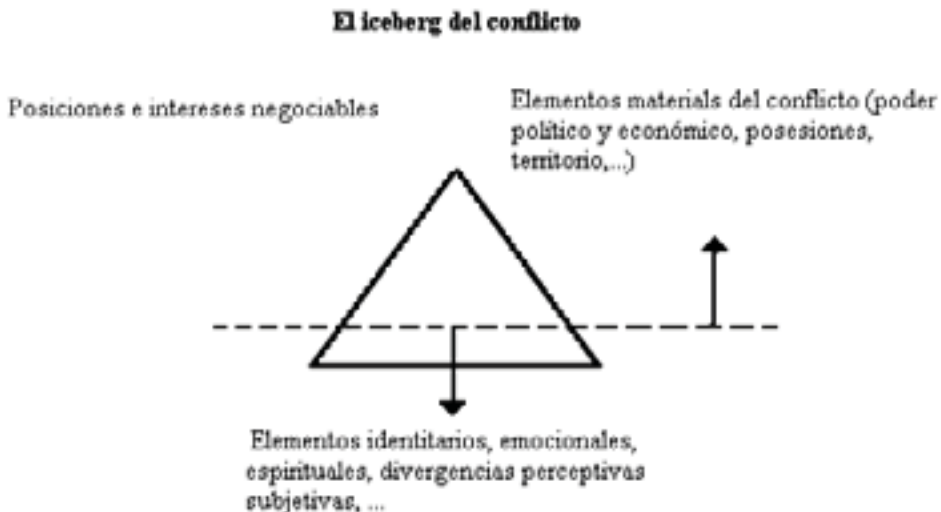 El iceberg del conflicto
Posiciones e intereses negociables
Elementos materials del conflicto (poder
político y económico, posesiones,
territorio,...)
Elementos identitarios, emocionales,
espirituales, divergencias perceptivas
subjetivas, ...